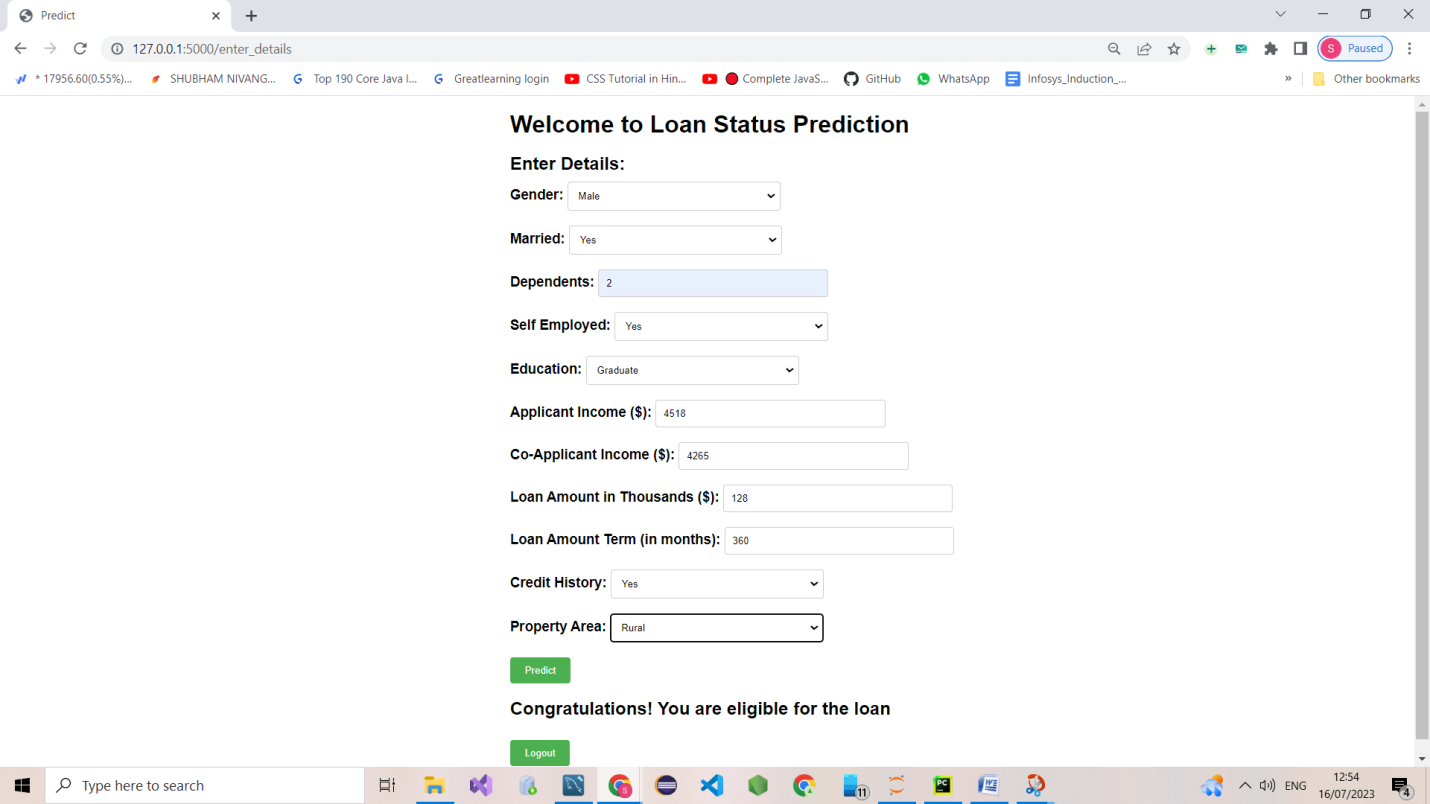 Predict
127.0.0.1:5000/enter_details
S Paused
* 17956.60(0.55%)... SHUBHAM NIVANG... Top 190 Core Java I... Greatlearning login CSS Tutorial in Hin... Complete JavaS... GitHub WhatsApp Infosys_Induction_... » Other bookmarks
Welcome to Loan Status Prediction
Enter Details:
Gender: Male
Married: Yes
Dependents: 2
Self Employed: Yes
Education: Graduate
Applicant Income ($): 4518
Co-Applicant Income ($): 4265
Loan Amount in Thousands ($): 128
Loan Amount Term (in months): 360
Credit History: Yes
Property Area: Rural
Predict
Congratulations! You are eligible for the loan
Logout
Type here to search
S
11
PC
W
ENG
12:54
16/07/2023
4